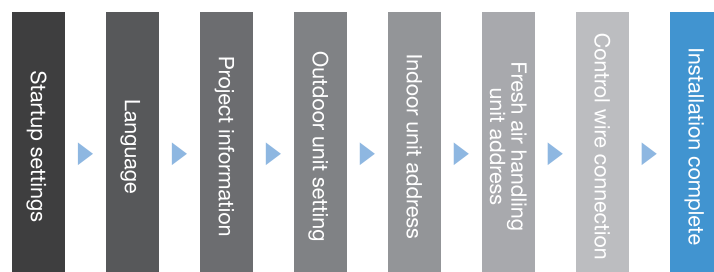 Startup settings
Language
Project information
Outdoor unit setting
Indoor unit address
Fresh air handling
unit address
Control wire connection
Installation complete